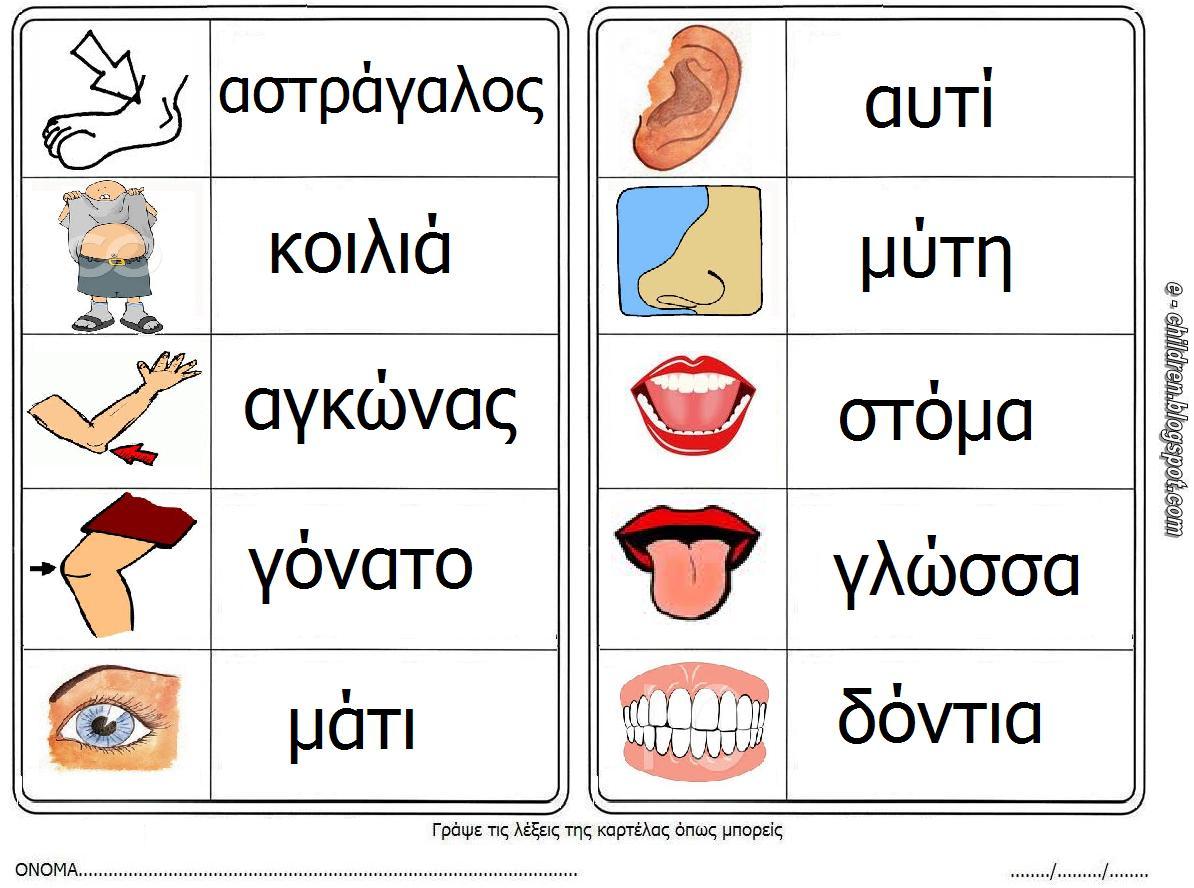 αστράγαλος
κοιλιά
αγκώνας
γόνατο
μάτι
αυτί
μύτη
στόμα
γλώσσα
δόντια
e - children.blogspot.com
Γράψε τις λέξεις της καρτέλας όπως μπορείς
ΟΝΟΜΑ....................................................................................................
......../........./........